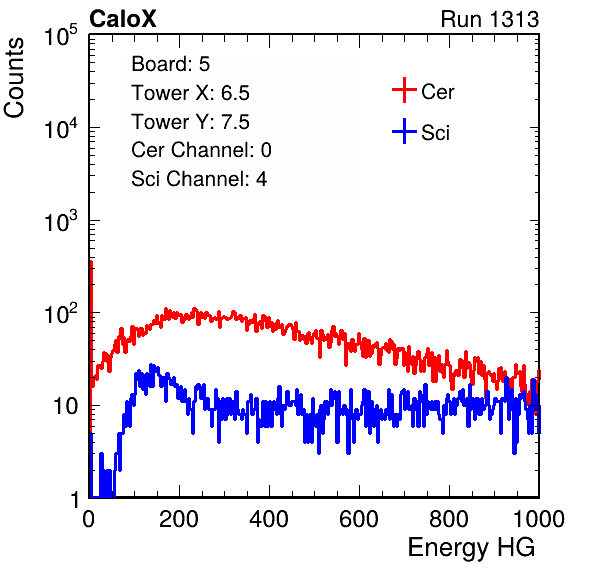 CaloX Run 1313
Counts
10^5
10^4
10^3
10^2
10
1
Board: 5
Tower X: 6.5
Tower Y: 7.5
Cer Channel: 0
Sci Channel: 4
Cer
Sci
0 200 400 600 800 1000
Energy HG